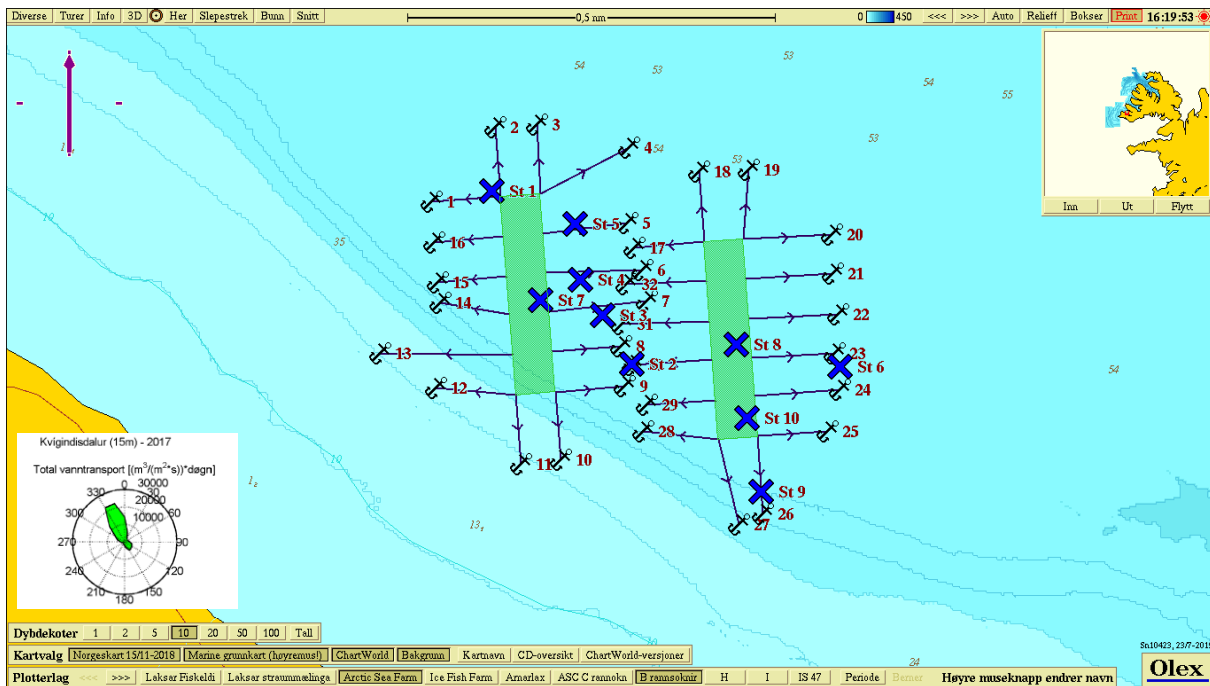 Diverse Turer Info 3D Her Slepestrek Bunn Snitt 0,5 nm 0 450 <<< >>> Auto Relieff Bokser Print 16:19:53
54 53 53 54 55
2 3
4 54 53 53
18 19
35
1 St 1
St 5 5
16 17 20
6
15 St 4 32 21
14 St 7 7
St 3 22
31
13 8 St 8 23
St 2 St 6
54
12 9 24
29
St 10
28 25
11 10
St 9
26
27
10
10
24
Inn Ut Flytt
Kvigindisdalur (15m) - 2017
Total vanntransport [(m³/(m²*s))*døgn]
0 30000
330 30
20000
300 60
10000
270 90
240 120
210 150
180
Dybdekoter 1 2 5 10 20 50 100 Tall
Kartvalg Norgeskart 15/11-2018 Marine grunnkart (høyremus!) ChartWorld Bakgrunn Kartnavn CD-oversikt ChartWorld-versjoner
Sn10423, 23/7-2019
Plotterlag <<< >>> Laksar Fiskeldi Laksar straummælinga Arctic Sea Farm Ice Fish Farm Arnarlax ASC C rannokn B rannsoknir H I IS 47 Periode Berner Høyre museknapp endrer navn
Olex